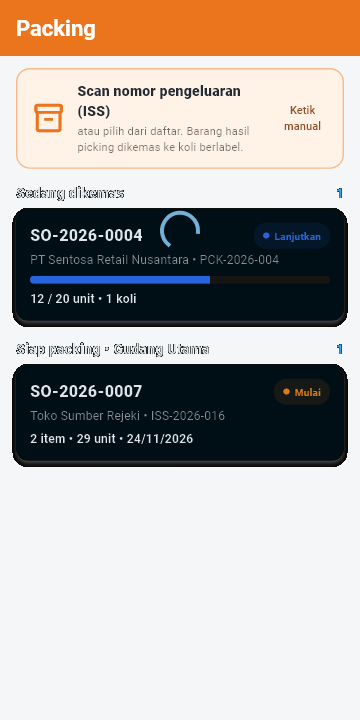 Packing
Scan nomor pengeluaran
(ISS)
atau pilih dari daftar. Barang hasil
picking dikemas ke koli berlabel.
Ketik
manual
Sedang dikemas
1
SO-2026-0004
Lanjutkan
PT Sentosa Retail Nusantara • PCK-2026-004
12 / 20 unit • 1 koli
Siap packing • Gudang Utama
1
SO-2026-0007
Mulai
Toko Sumber Rejeki • ISS-2026-016
2 item • 29 unit • 24/11/2026